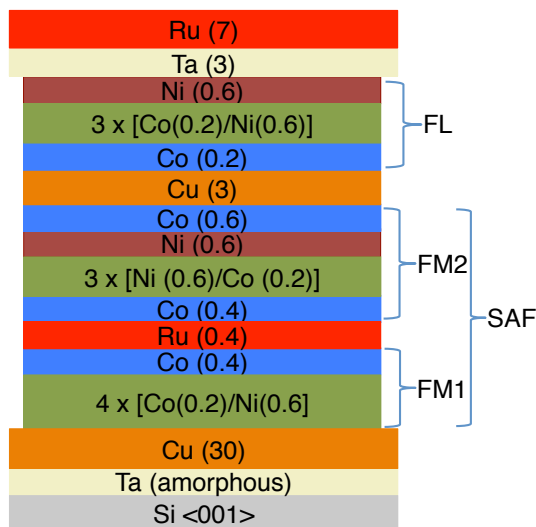 Ru (7)
Ta (3)
Ni (0.6)
3 x [Co(0.2)/Ni(0.6)]
FL
Co (0.2)
Cu (3)
Co (0.6)
Ni (0.6)
FM2
3 x [Ni (0.6)/Co (0.2)]
Co (0.4)
SAF
Ru (0.4)
Co (0.4)
FM1
4 x [Co(0.2)/Ni(0.6]
Cu (30)
Ta (amorphous)
Si <001>